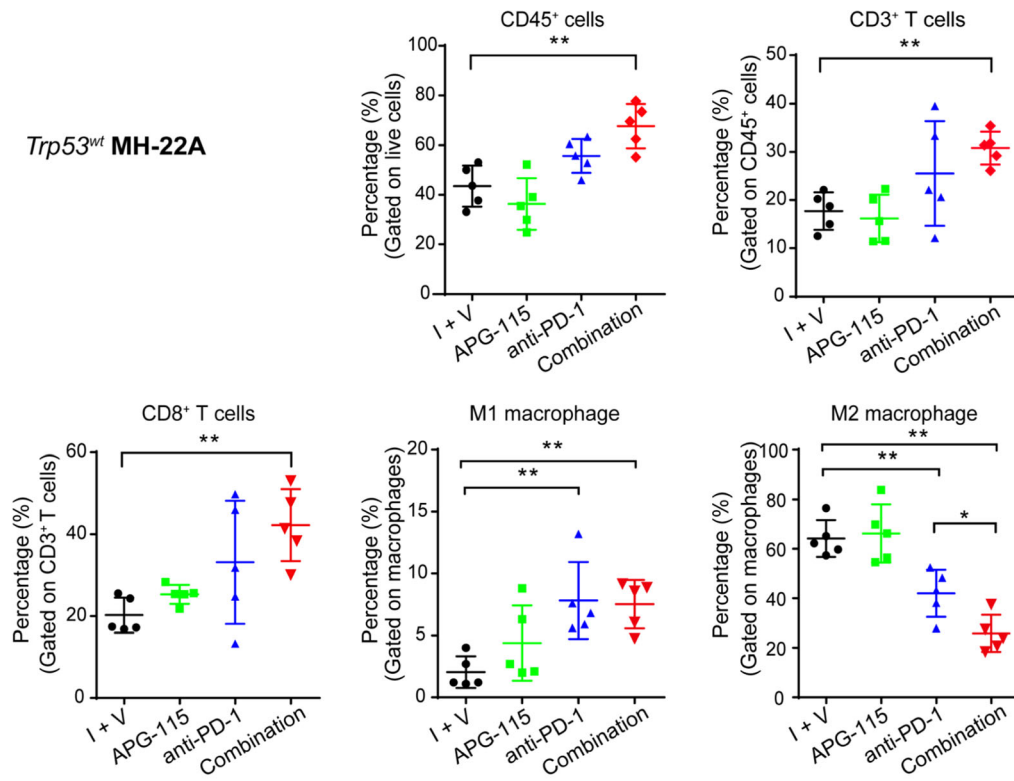 Trp53ʷᵗ MH-22A
CD45⁺ cells
**
Percentage (%)
(Gated on live cells)
100
80
60
40
20
0
I + V
APG-115
anti-PD-1
Combination
CD3⁺ T cells
**
Percentage (%)
(Gated on CD45⁺ cells)
50
40
30
20
10
0
I + V
APG-115
anti-PD-1
Combination
CD8⁺ T cells
**
Percentage (%)
(Gated on CD3⁺ T cells)
60
40
20
0
I + V
APG-115
anti-PD-1
Combination
M1 macrophage
**
**
Percentage (%)
(Gated on macrophages)
20
15
10
5
0
I + V
APG-115
anti-PD-1
Combination
M2 macrophage
**
**
*
Percentage (%)
(Gated on macrophages)
100
80
60
40
20
0
I + V
APG-115
anti-PD-1
Combination